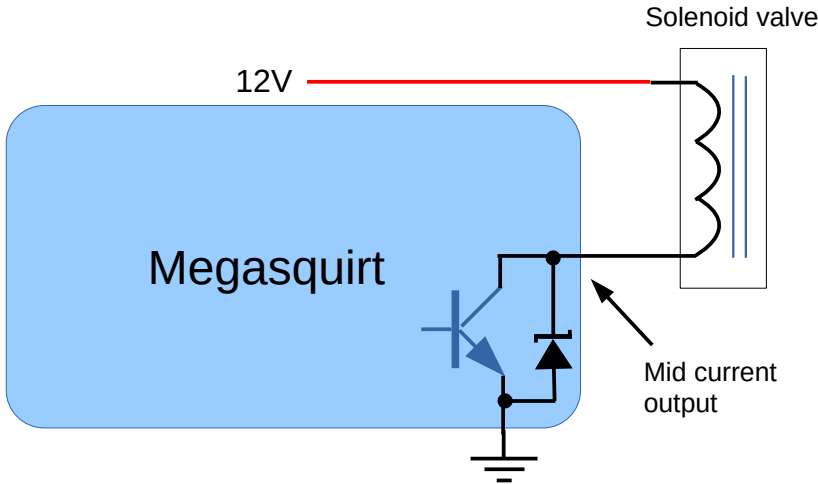 Solenoid valve
12V
Megasquirt
Mid current
output